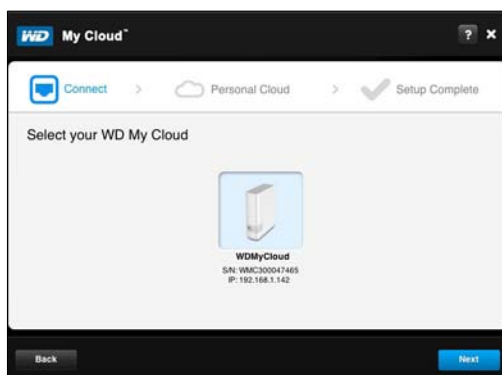 WD My Cloud™
? ×
Connect > Personal Cloud > Setup Complete
Select your WD My Cloud
WDMyCloud
S/N: WMC300047465
IP: 192.168.1.142
Back
Next